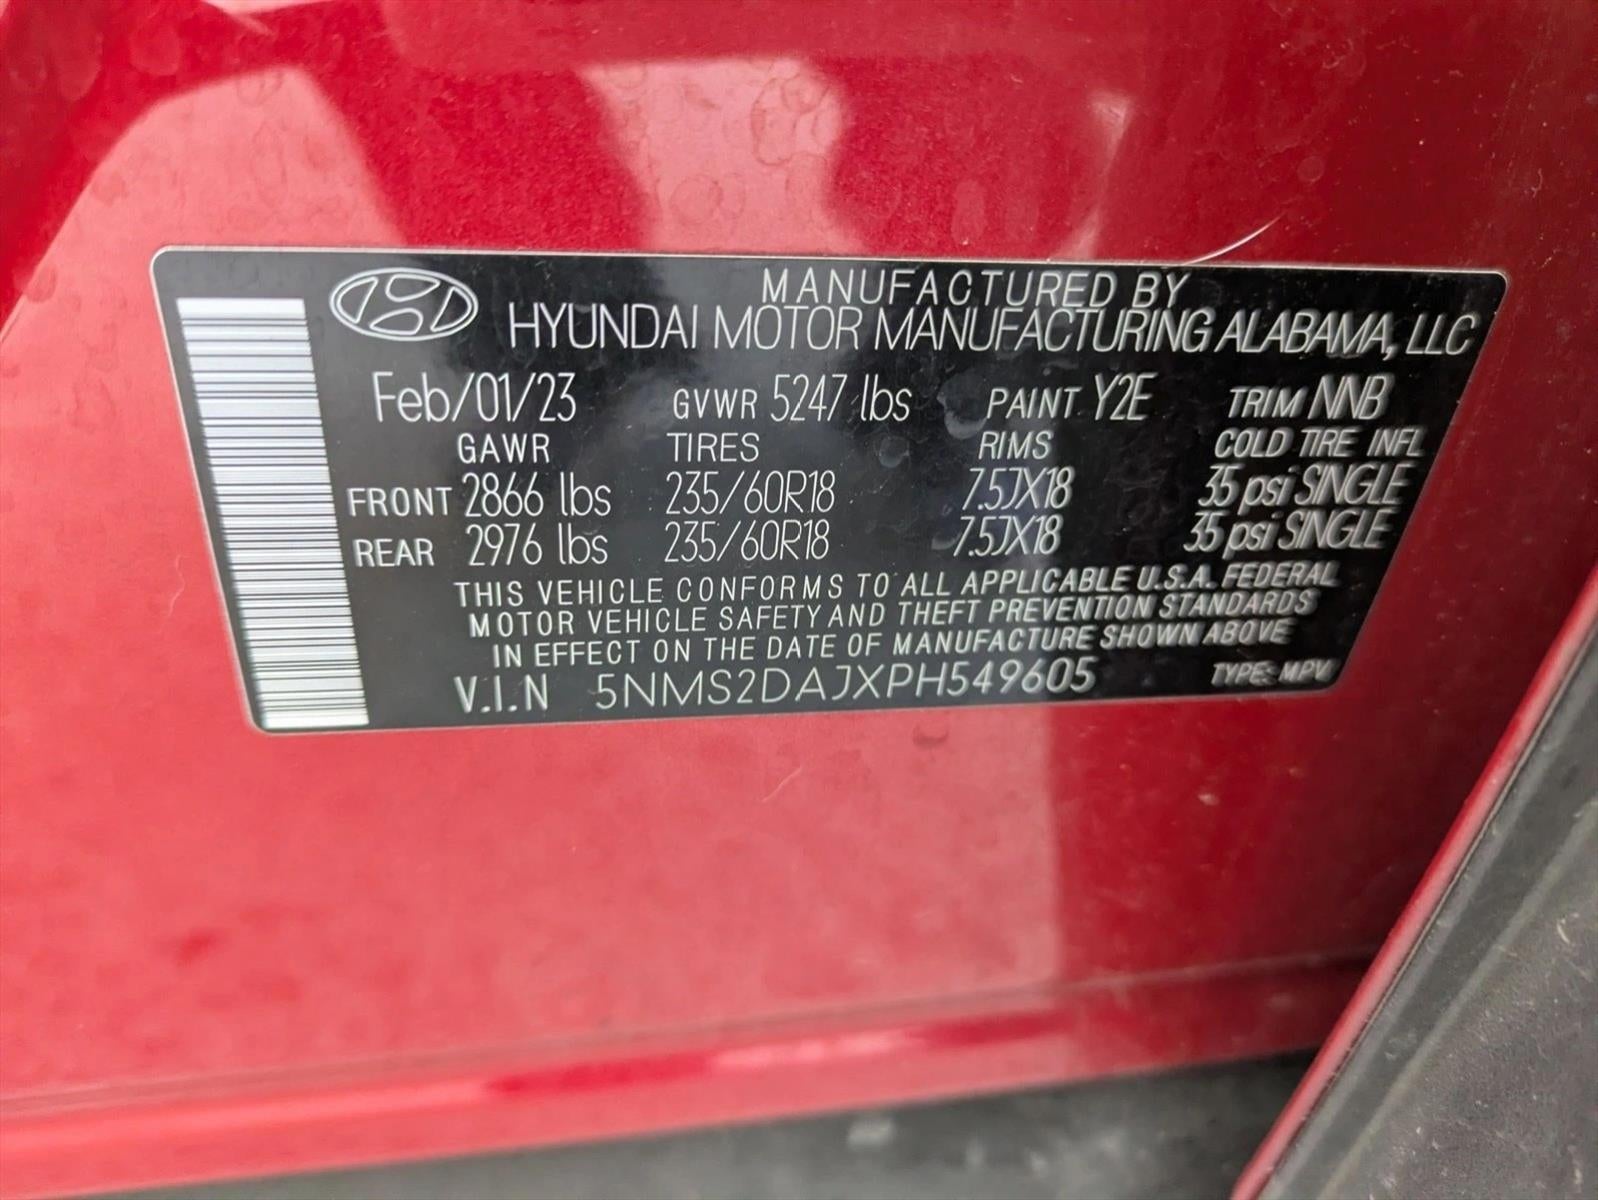 MANUFACTURED BY
HYUNDAI MOTOR MANUFACTURING ALABAMA, LLC
Feb/01/23 GVWR 5247 lbs PAINT Y2E TRIM NNB
GAWR TIRES RIMS COLD TIRE INFL
FRONT 2866 lbs 235/60R18 7.5JX18 35 psi SINGLE
REAR 2976 lbs 235/60R18 7.5JX18 35 psi SINGLE
THIS VEHICLE CONFORMS TO ALL APPLICABLE U.S.A. FEDERAL
MOTOR VEHICLE SAFETY AND THEFT PREVENTION STANDARDS
IN EFFECT ON THE DATE OF MANUFACTURE SHOWN ABOVE
V.I.N 5NMS2DAJXPH549605 TYPE: MPV